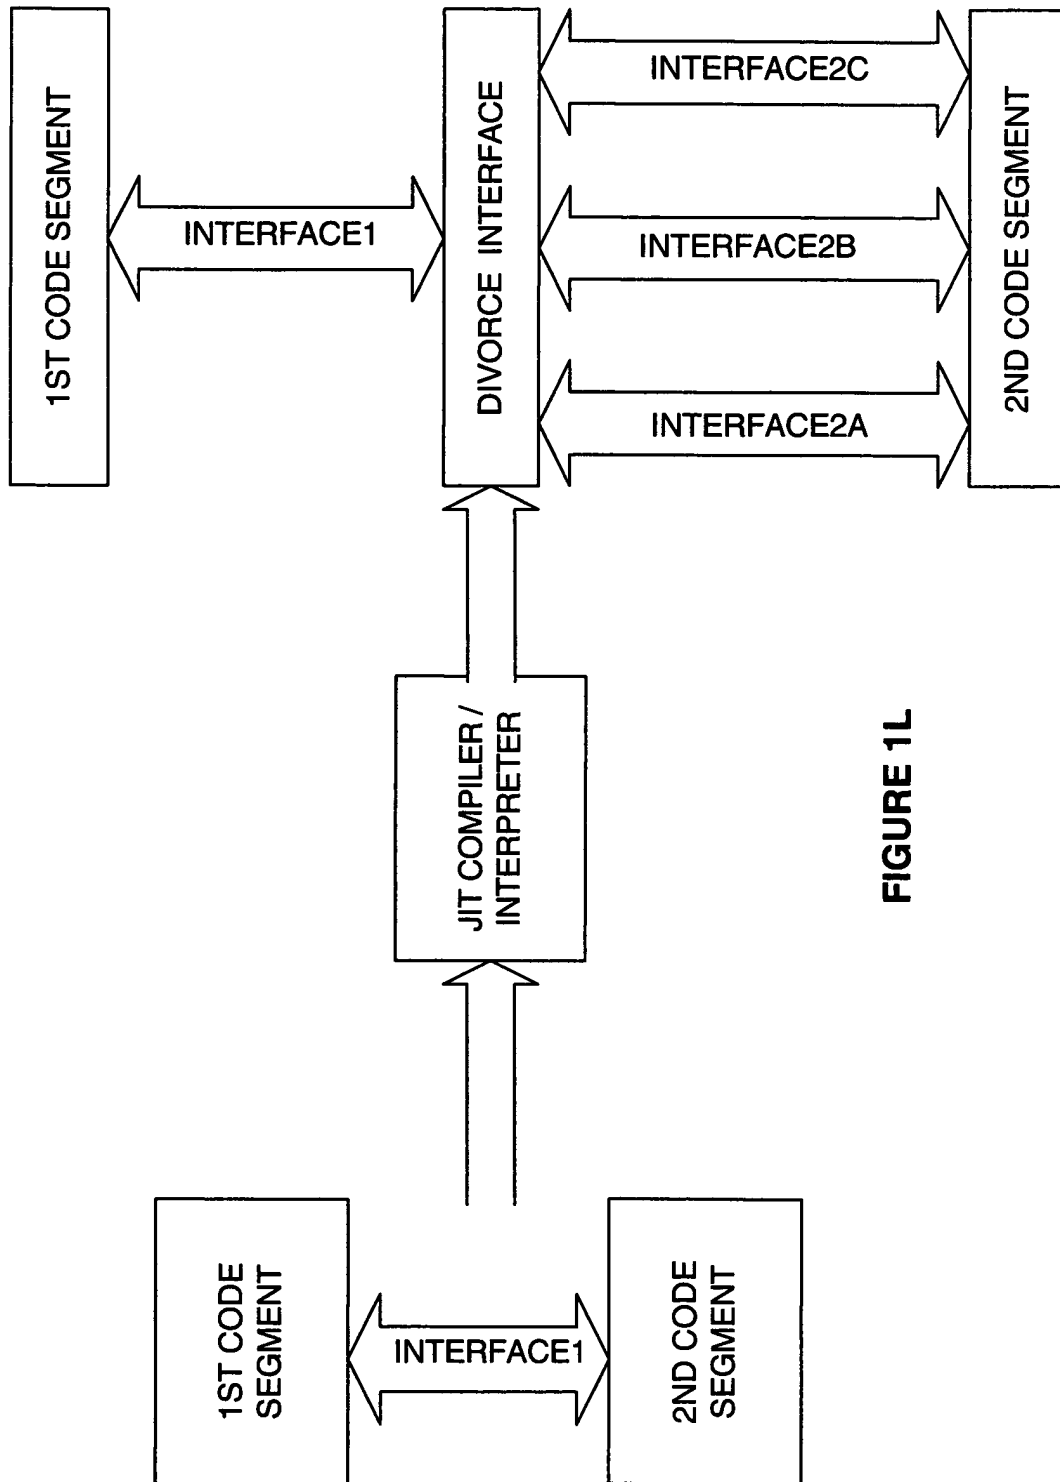 1ST CODE
SEGMENT
INTERFACE1
2ND CODE
SEGMENT
JIT COMPILER /
INTERPRETER
1ST CODE SEGMENT
INTERFACE1
DIVORCE INTERFACE
INTERFACE2A
INTERFACE2B
INTERFACE2C
2ND CODE SEGMENT
FIGURE 1L